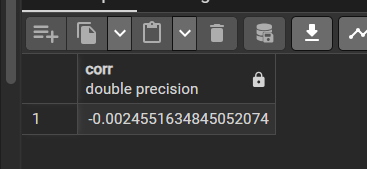 corr
double precision
1
-0.0024551634845052074